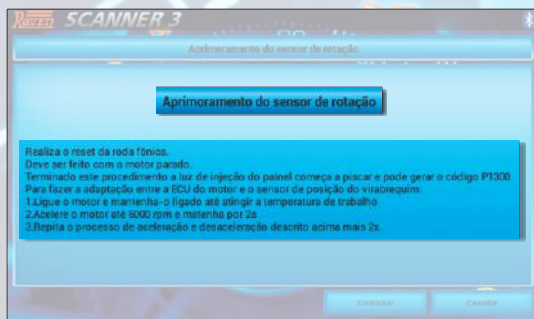 Raven SCANNER 3
Aprimoramento do sensor de rotação
Aprimoramento do sensor de rotação
Realiza o reset da roda fônica.
Deve ser feito com o motor parado.
Terminado este procedimento a luz de injeção do painel começa a piscar e pode gerar o código P1300.
Para fazer a adaptação entre a ECU do motor e o sensor de posição do virabrequim:
1.Ligue o motor e mantenha-o ligado até atingir a temperatura de trabalho
2.Acelere o motor até 6000 rpm e matenha por 2s
3.Repita o processo de aceleração e desaceleração descrito acima mais 2x.
Continuar
Cancelar